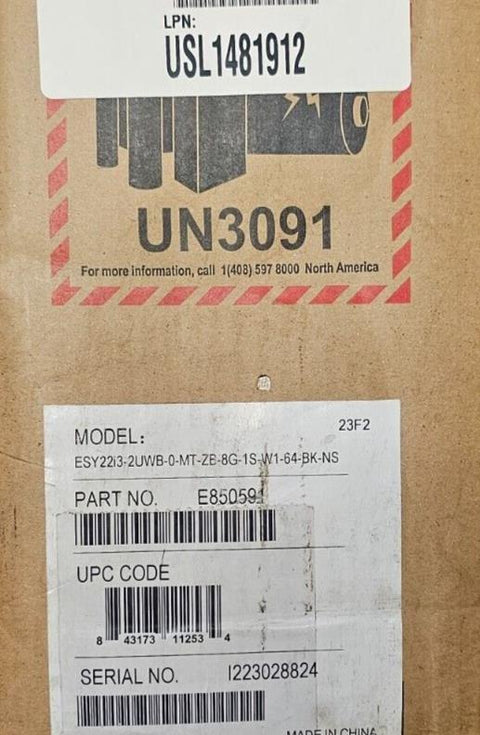 LPN:
USL1481912
UN3091
For more information, call 1(408) 597 8000 North America
23F2
MODEL:
ESY22i3-2UWB-0-MT-ZB-8G-1S-W1-64-BK-NS
PART NO. E850591
UPC CODE
8 43173 11253 4
SERIAL NO. I223028824
MADE IN CHINA